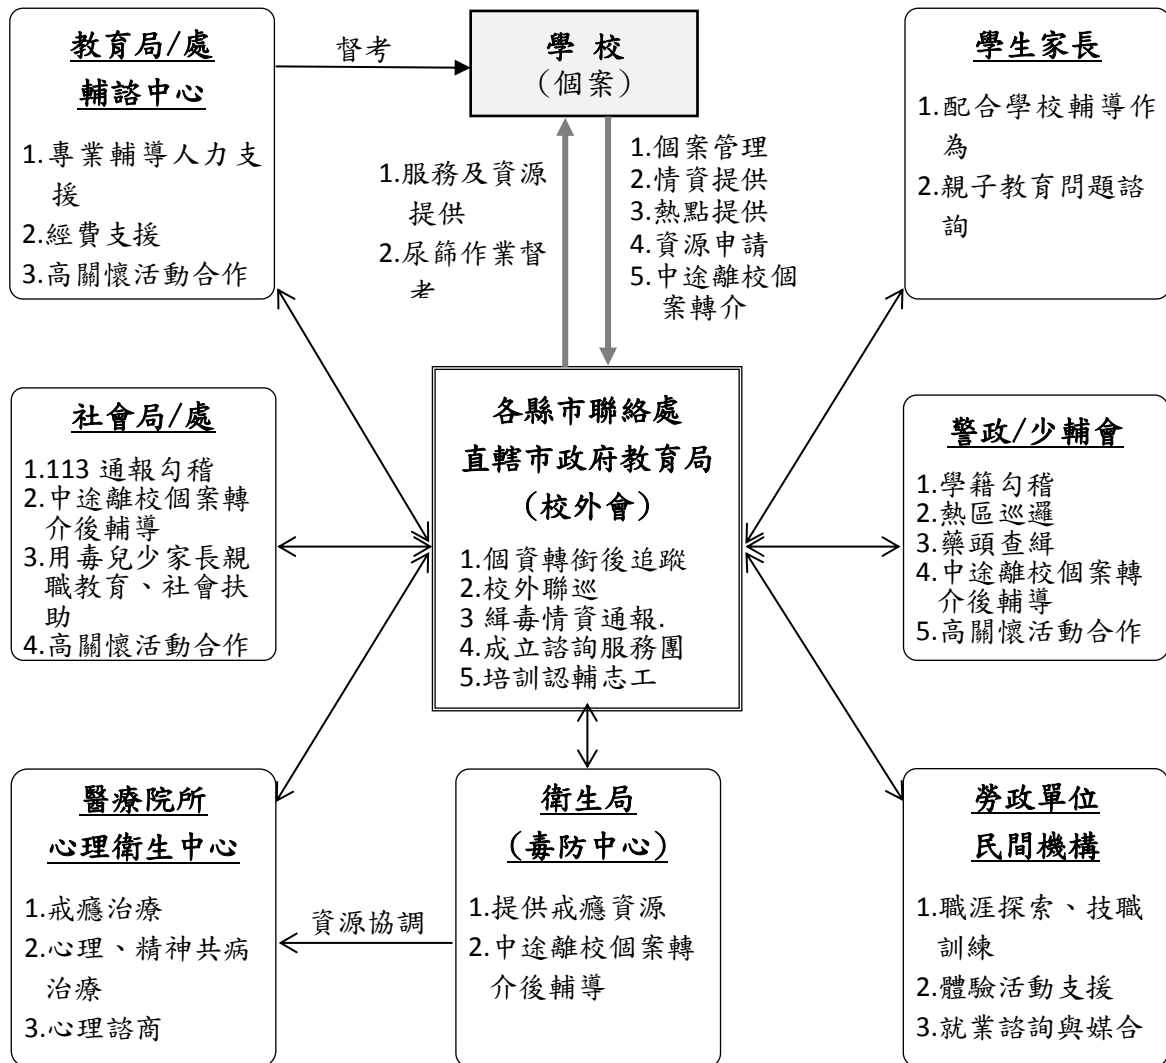 教育局/處
輔諮中心
1.專業輔導人力支
援
2.經費支援
3.高關懷活動合作
督考
學 校
(個案)
學生家長
1.配合學校輔導作
為
2.親子教育問題諮
詢
1.服務及資源
提供
2.尿篩作業督
考
1.個案管理
2.情資提供
3.熱點提供
4.資源申請
5.中途離校個
案轉介
社會局/處
1.113 通報勾稽
2.中途離校個案轉
介後輔導
3.用毒兒少家長親
職教育、社會扶
助
4.高關懷活動合作
各縣市聯絡處
直轄市政府教育局
(校外會)
1.個資轉銜後追蹤
2.校外聯巡
3 緝毒情資通報.
4.成立諮詢服務團
5.培訓認輔志工
警政/少輔會
1.學籍勾稽
2.熱區巡邏
3.藥頭查緝
4.中途離校個案轉
介後輔導
5.高關懷活動合作
醫療院所
心理衛生中心
1.戒癮治療
2.心理、精神共病
治療
3.心理諮商
資源協調
衛生局
(毒防中心)
1.提供戒癮資源
2.中途離校個案轉
介後輔導
勞政單位
民間機構
1.職涯探索、技職
訓練
2.體驗活動支援
3.就業諮詢與媒合